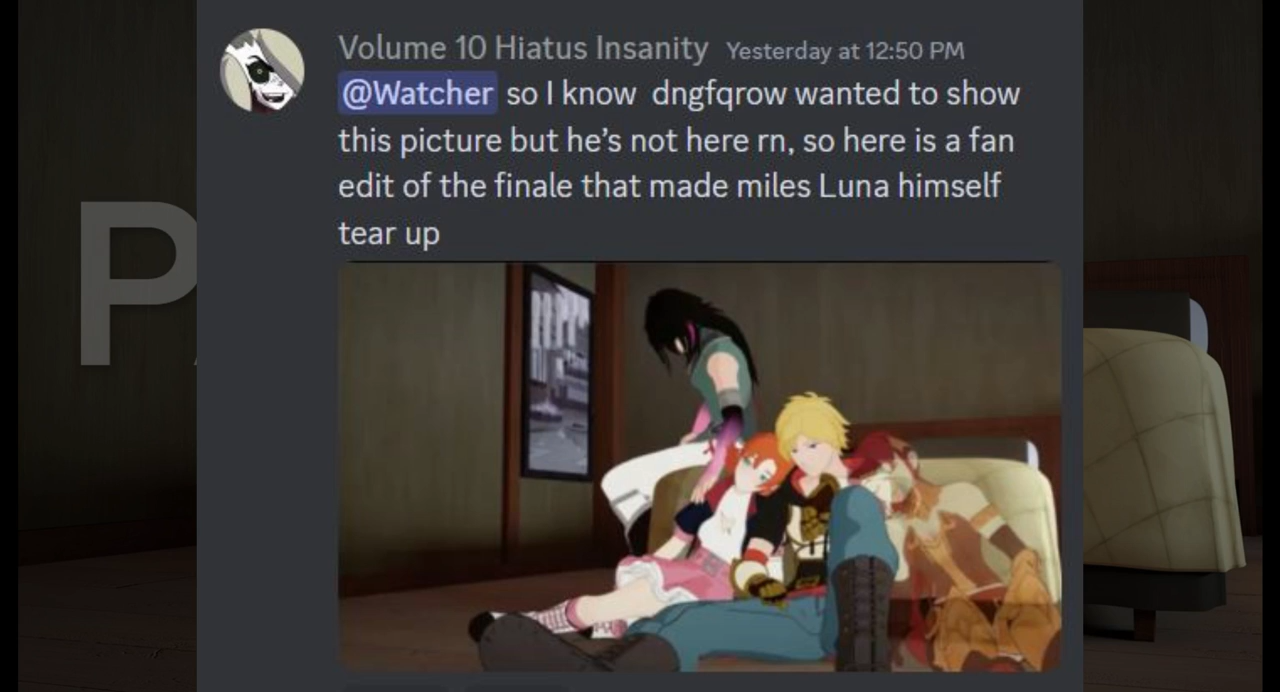 Volume 10 Hiatus Insanity Yesterday at 12:50 PM
@Watcher so I know  dngfqrow wanted to show
this picture but he’s not here rn, so here is a fan
edit of the finale that made miles Luna himself
tear up
P